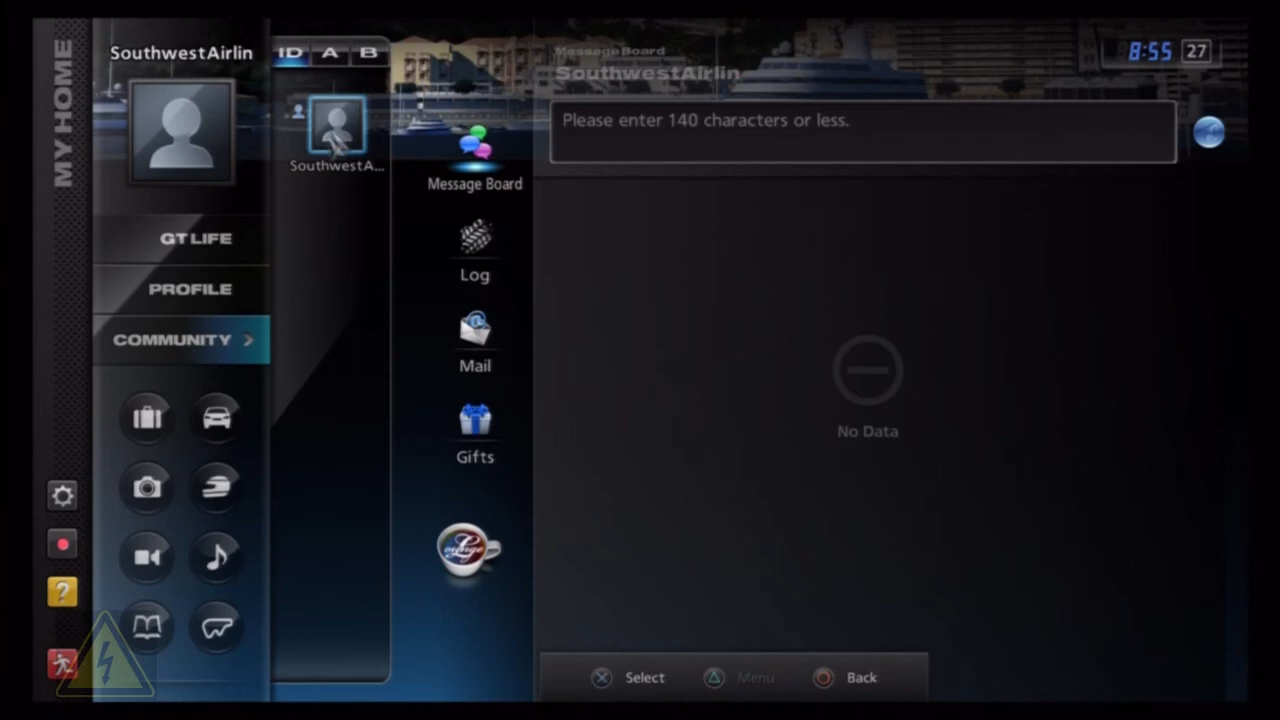 MY HOME
SouthwestAirlin
ID A B
SouthwestA...
GT LIFE
PROFILE
COMMUNITY
Message Board
Log
Mail
Gifts
Lounge
Message Board
SouthwestAirlin
8:55 27
Please enter 140 characters or less.
No Data
?
Select Menu Back